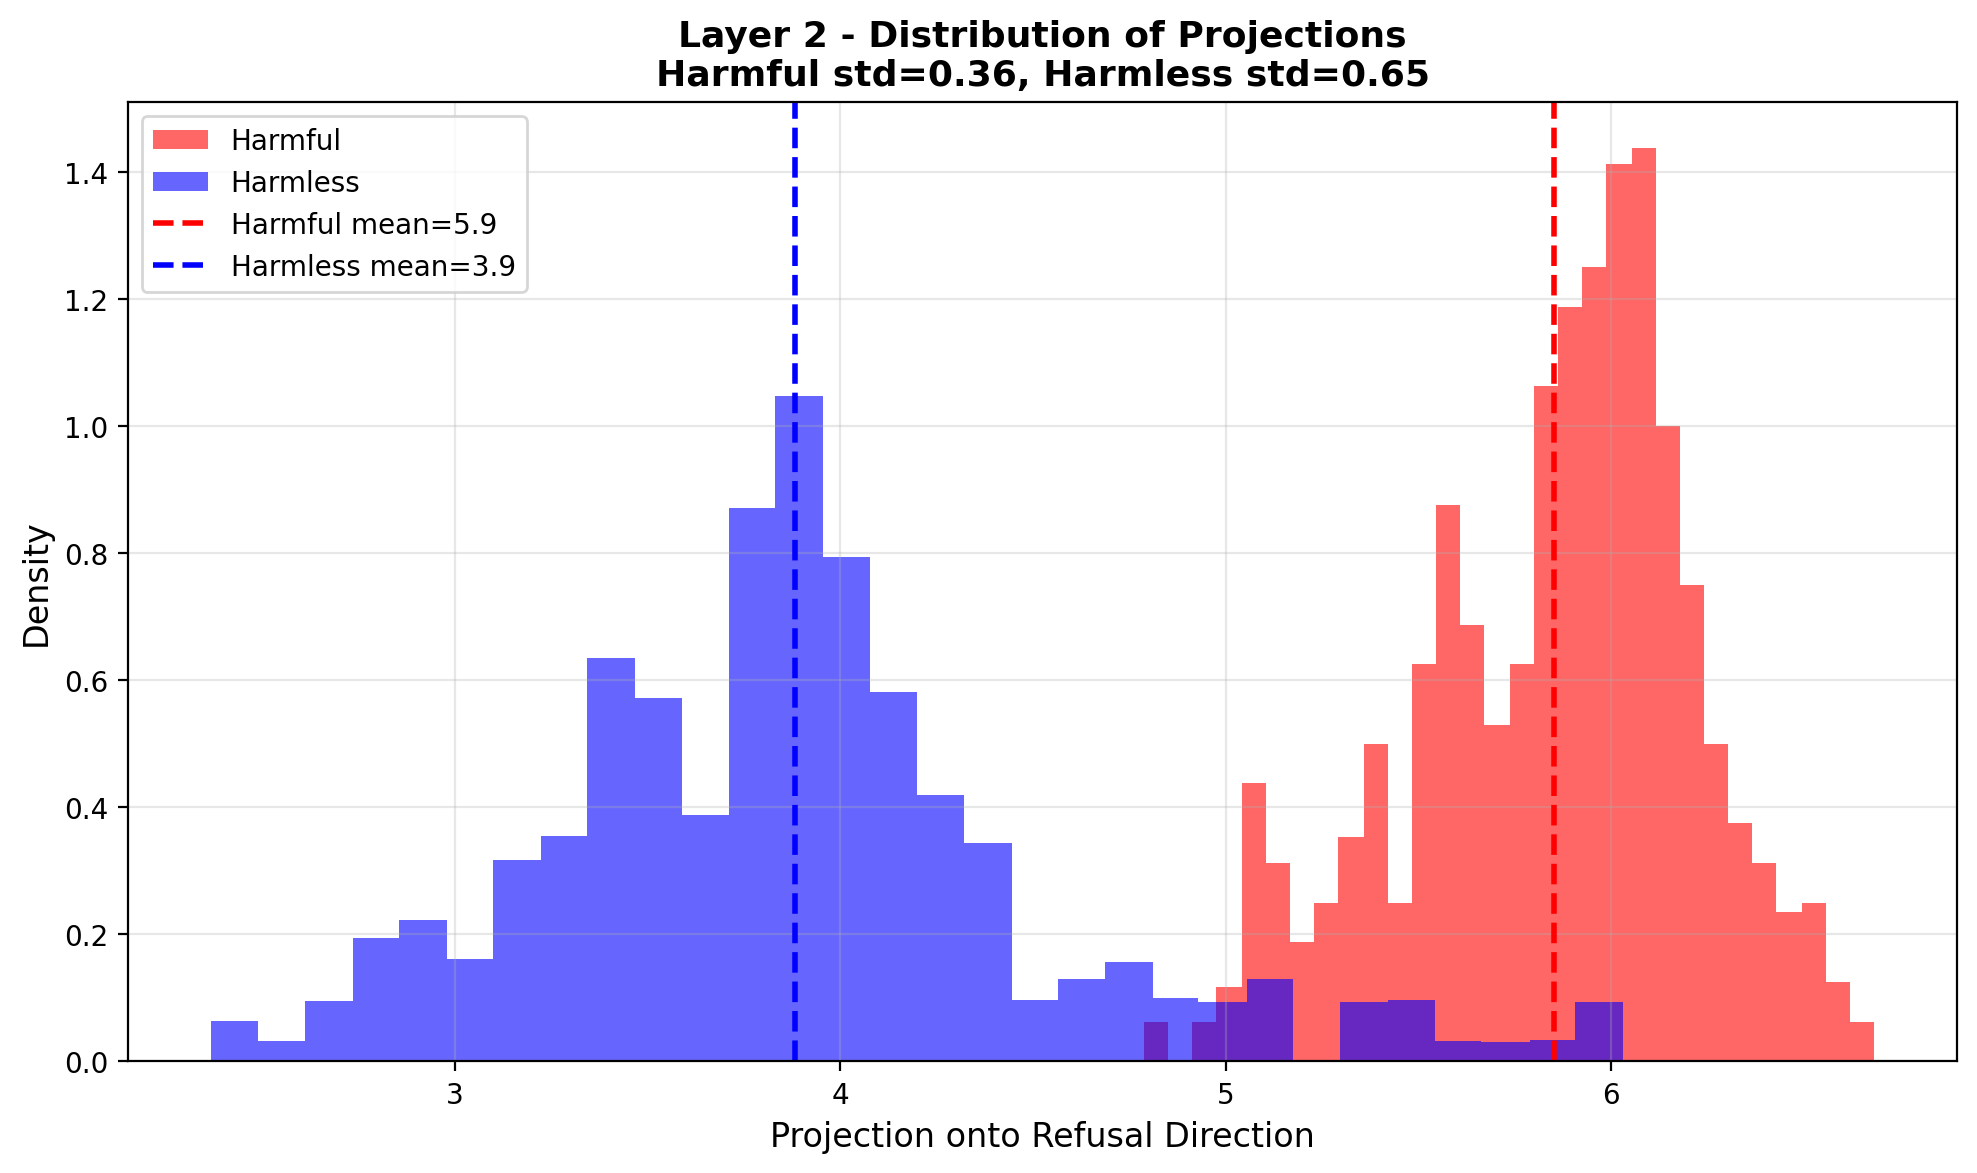 Layer 2 - Distribution of Projections
Harmful std=0.36, Harmless std=0.65
Harmful
Harmless
Harmful mean=5.9
Harmless mean=3.9
Density
1.4
1.2
1.0
0.8
0.6
0.4
0.2
0.0
3
4
5
6
Projection onto Refusal Direction